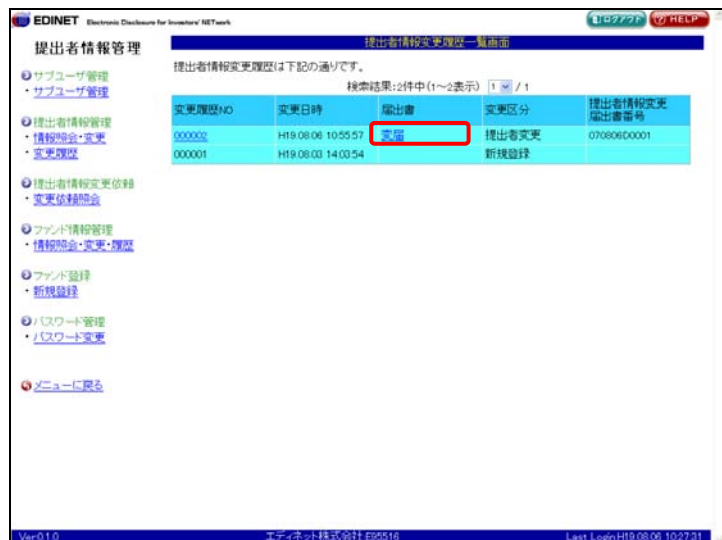 EDINET Electronic Disclosure for Investors' NETwork
ログアウト
HELP
提出者情報管理
サブユーザ管理
・サブユーザ管理
提出者情報管理
・情報照会・変更
・変更履歴
提出者情報変更依頼
・変更依頼照会
ファンド情報管理
・情報照会・変更・履歴
ファンド登録
・新規登録
パスワード管理
・パスワード変更
メニューに戻る
提出者情報変更履歴一覧画面
提出者情報変更履歴は下記の通りです。
検索結果:2件中(1～2表示) 1 / 1
変更履歴NO 変更日時 届出書 変更区分 提出者情報変更届出書番号
000002 H19.08.06 10:55:57 変届 提出者変更 070806D0001
000001 H19.08.03 14:03:54 新規登録
Ver.0.1.0 エディネット株式会社 E95516 Last Login:H19.08.06 10:27:31